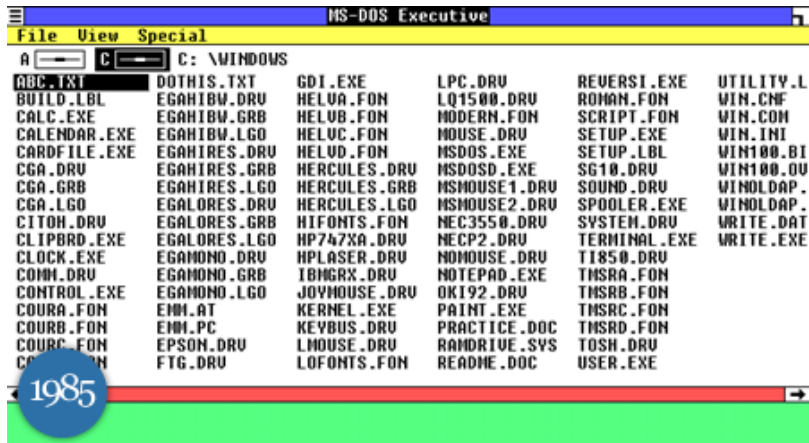 MS-DOS Executive
File View Special
A C C: \WINDOWS
ABC.TXT DOTHIS.TXT GDI.EXE LPC.DRV REVERSI.EXE UTILITY.L
BUILD.LBL EGAHIBW.DRV HELVA.FON LQ1500.DRV ROMAN.FON WIN.CNF
CALC.EXE EGAHIBW.GRB HELVB.FON MODERN.FON SCRIPT.FON WIN.COM
CALENDAR.EXE EGAHIBW.LGO HELVC.FON MOUSE.DRV SETUP.EXE WIN.INI
CARDFILE.EXE EGAHIRES.DRV HELVD.FON MSDOS.EXE SETUP.LBL WIN100.BI
CGA.DRV EGAHIRES.GRB HERCULES.DRV MSDOSD.EXE SG10.DRV WIN100.OV
CGA.GRB EGAHIRES.LGO HERCULES.GRB MSMOUSE1.DRV SOUND.DRV WINOLDAP.
CGA.LGO EGALORES.DRV HERCULES.LGO MSMOUSE2.DRV SPOOLER.EXE WINOLDAP.
CITOH.DRV EGALORES.GRB HIFONTS.FON NEC3550.DRV SYSTEM.DRV WRITE.DAT
CLIPBRD.EXE EGALORES.LGO HP747XA.DRV NECP2.DRV TERMINAL.EXE WRITE.EXE
CLOCK.EXE EGAMONO.DRV HPLASER.DRV NOMOUSE.DRV TI850.DRV
COMM.DRV EGAMONO.GRB IBMGRX.DRV NOTEPAD.EXE TMSRA.FON
CONTROL.EXE EGAMONO.LGO JOYMOUSE.DRV OKI92.DRV TMSRB.FON
COURA.FON EMM.AT KERNEL.EXE PAINT.EXE TMSRC.FON
COURB.FON EMM.PC KEYBUS.DRV PRACTICE.DOC TMSRD.FON
COURC.FON EPSON.DRV LMOUSE.DRV RAMDRIVE.SYS TOSH.DRV
FTG.DRV LOFONTS.FON README.DOC USER.EXE
1985